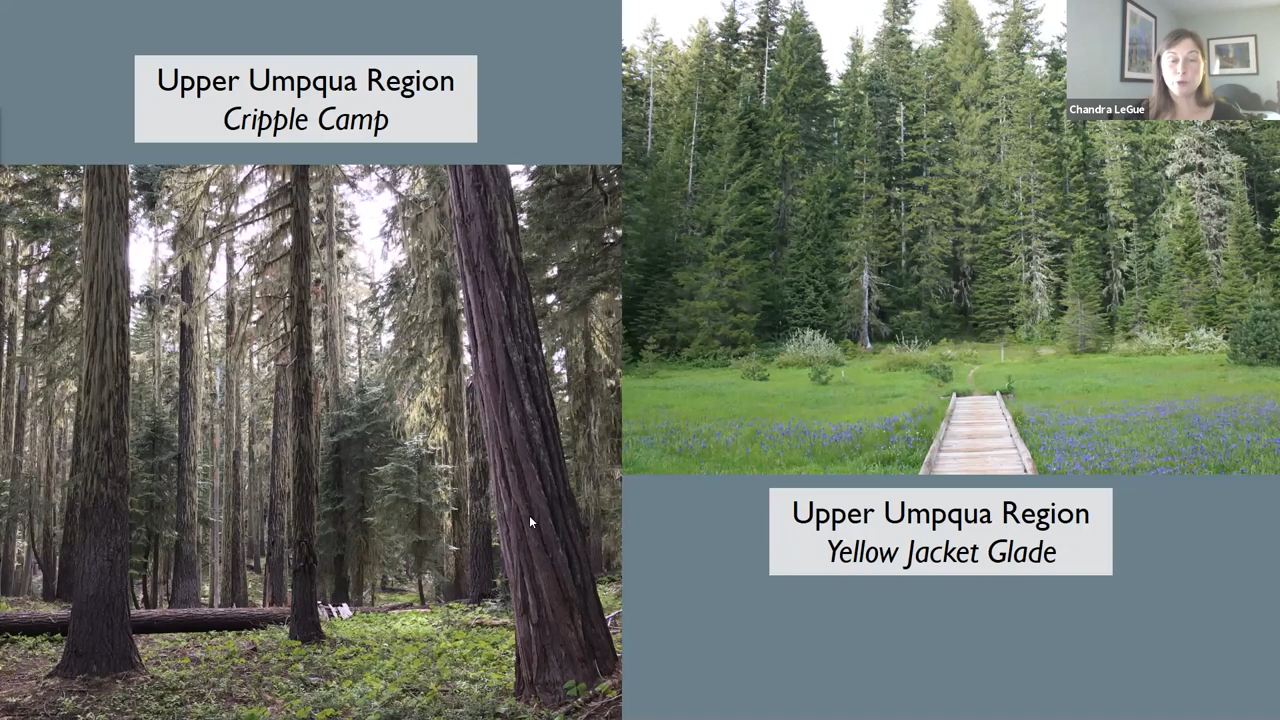 Upper Umpqua Region
Cripple Camp
Chandra LeGue
Upper Umpqua Region
Yellow Jacket Glade